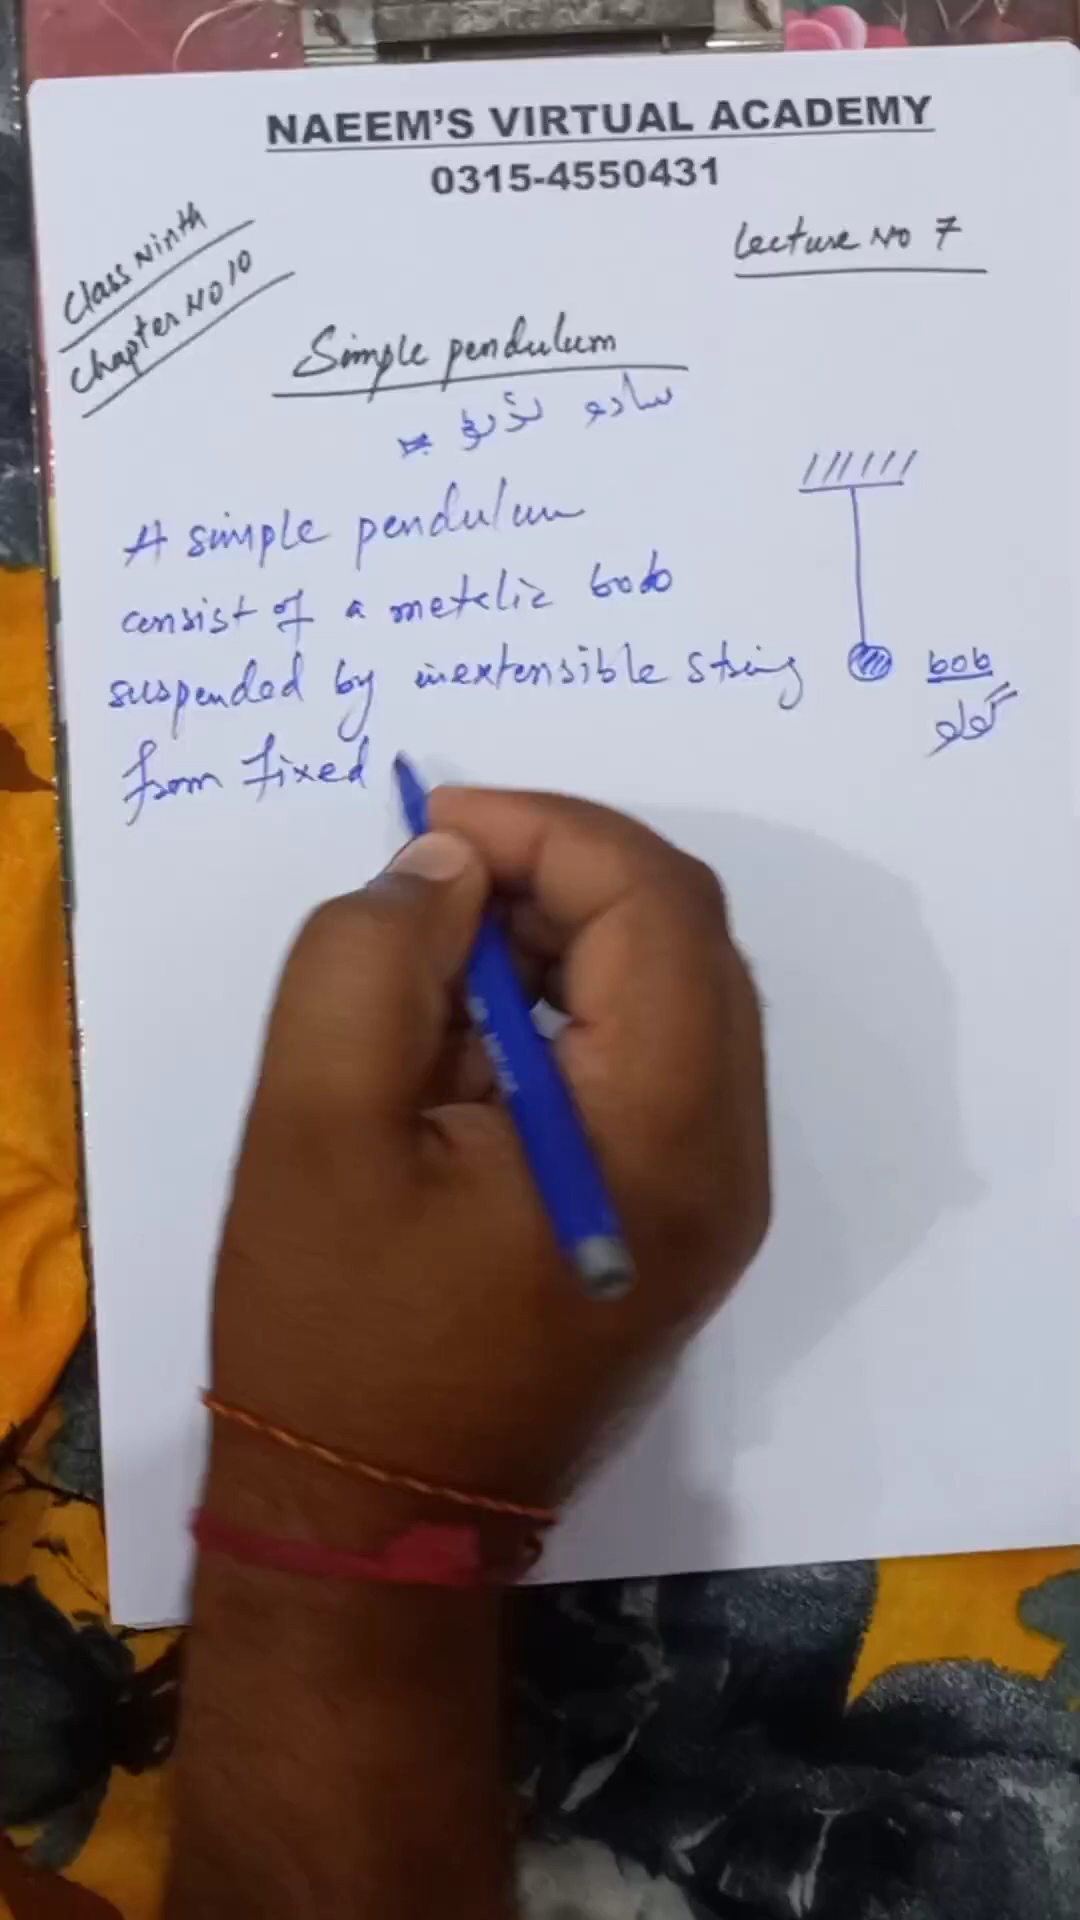 NAEEM'S VIRTUAL ACADEMY
0315-4550431
Class Ninth
Chapter No 10
Lecture No 7
Simple pendulum
سادہ
A simple pendulum
consist of a metelic bob
suspended by inextensible string
from fixed
bob
گولہ